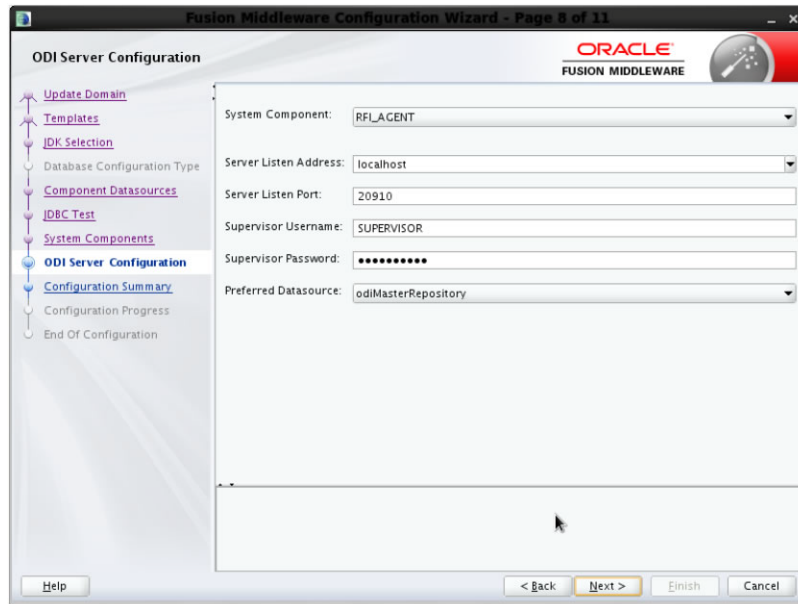 Fusion Middleware Configuration Wizard - Page 8 of 11
ODI Server Configuration
ORACLE
FUSION MIDDLEWARE
Update Domain
Templates
JDK Selection
Database Configuration Type
Component Datasources
JDBC Test
System Components
ODI Server Configuration
Configuration Summary
Configuration Progress
End Of Configuration
System Component: RFI_AGENT
Server Listen Address: localhost
Server Listen Port: 20910
Supervisor Username: SUPERVISOR
Supervisor Password: ••••••••••
Preferred Datasource: odiMasterRepository
Help
< Back
Next >
Finish
Cancel